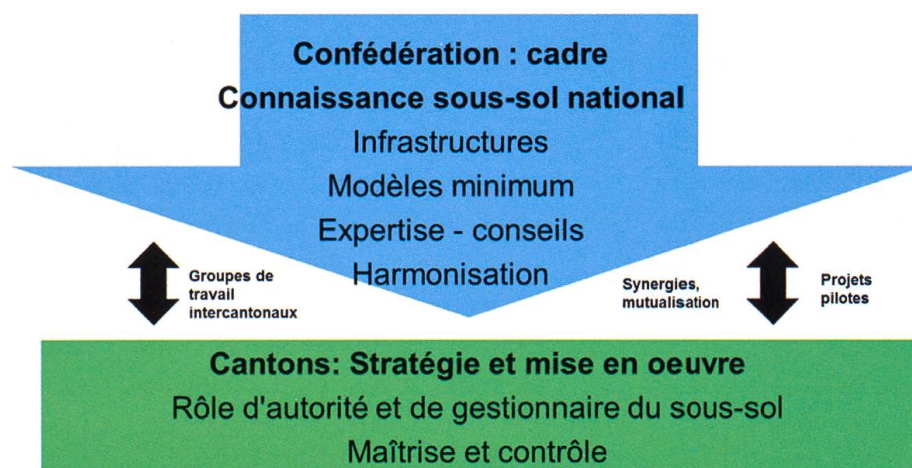 Confédération : cadre
Connaissance sous-sol national
Infrastructures
Modèles minimum
Expertise - conseils
Harmonisation
Groupes de
travail
intercantonaux
Synergies,
mutualisation
Projets
pilotes
Cantons: Stratégie et mise en oeuvre
Rôle d'autorité et de gestionnaire du sous-sol
Maîtrise et contrôle